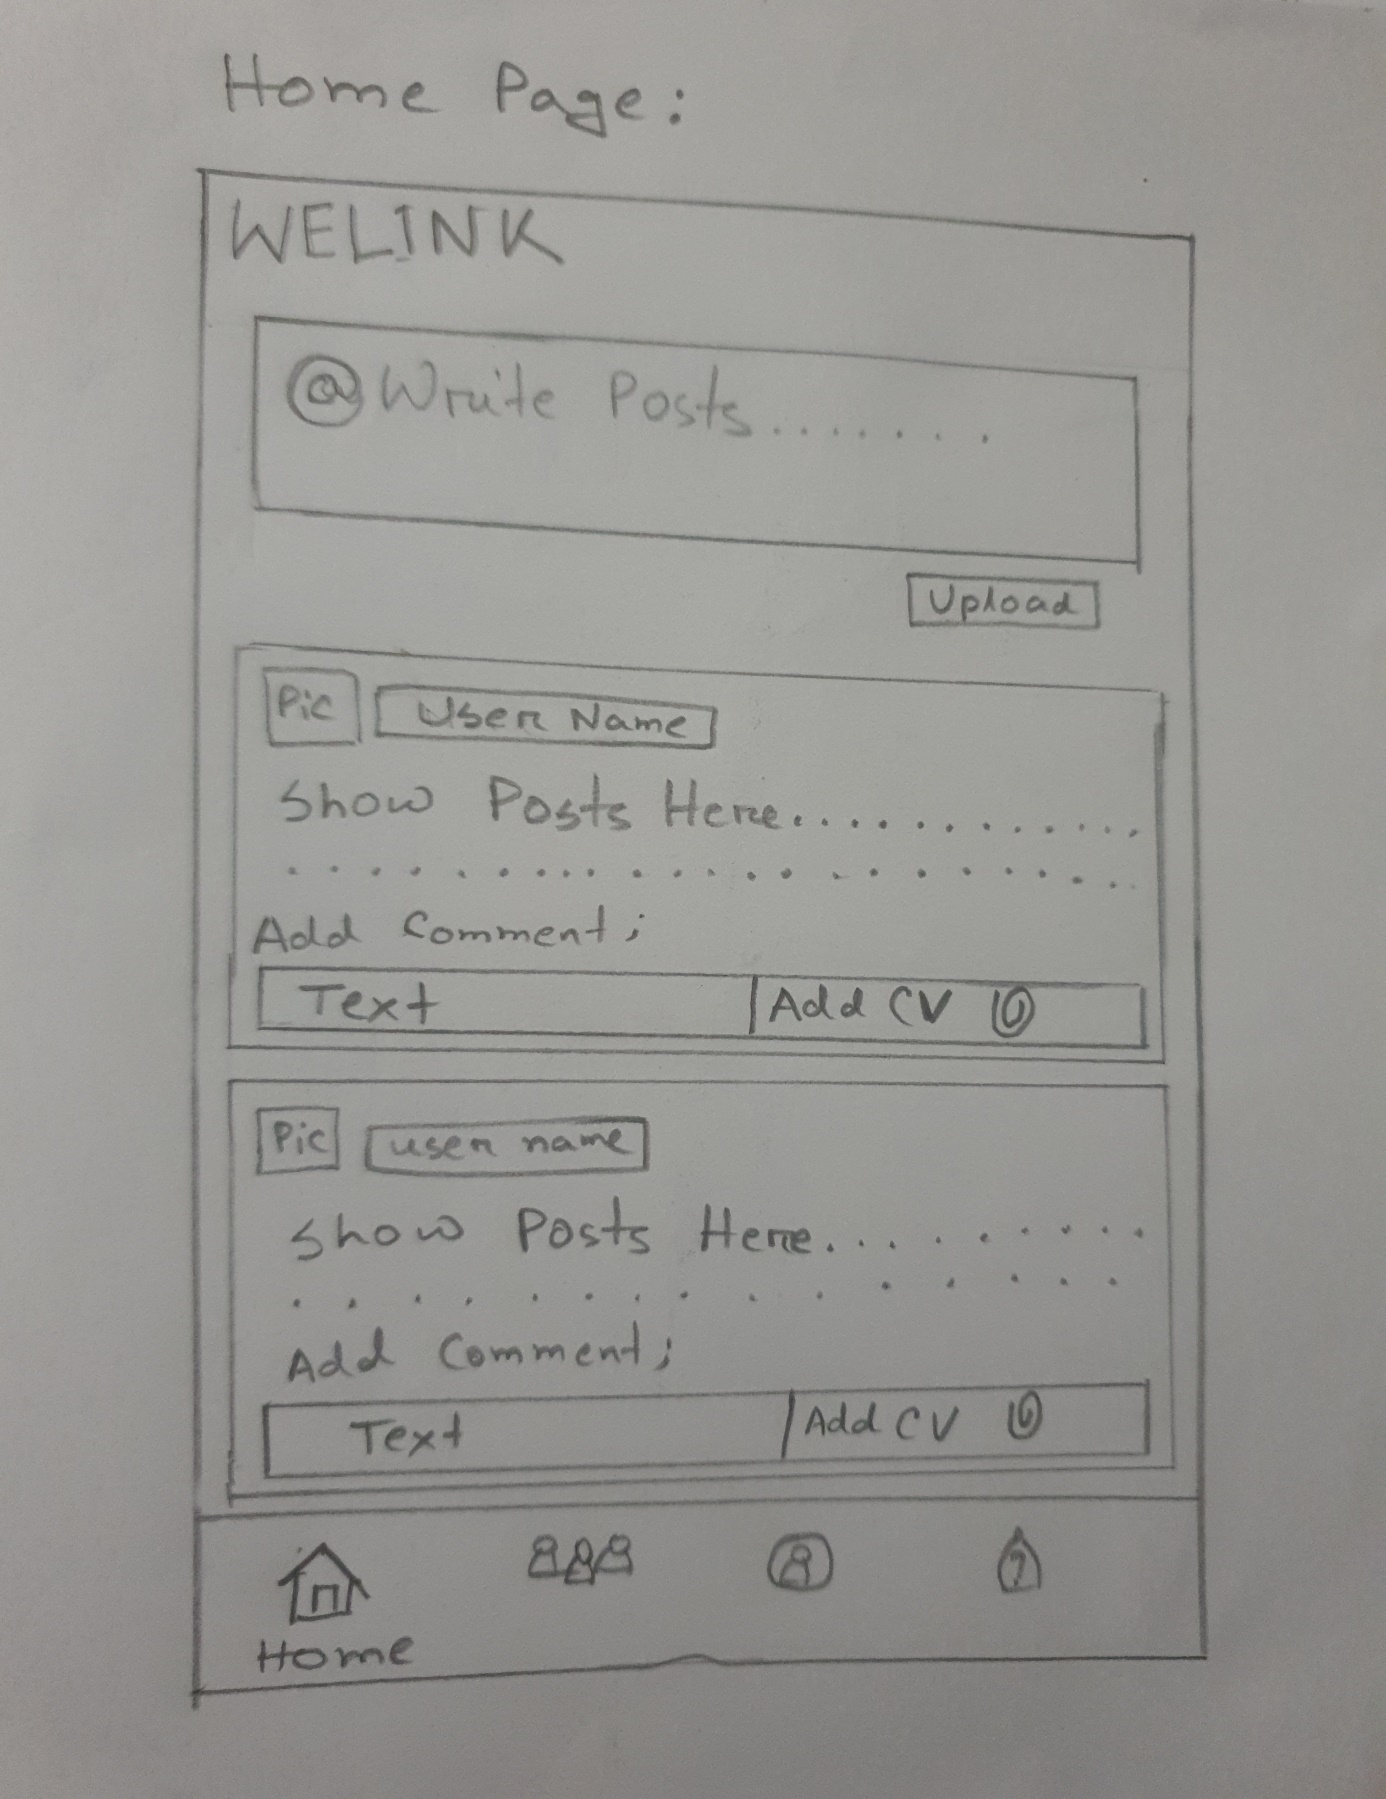 Home Page:
WELINK
@ Write Posts.......
Upload
Pic User Name
Show Posts Here.............
....................
Add Comment;
Text Add CV
Pic user name
Show Posts Here.........
..............
Add Comment;
Text Add CV
Home